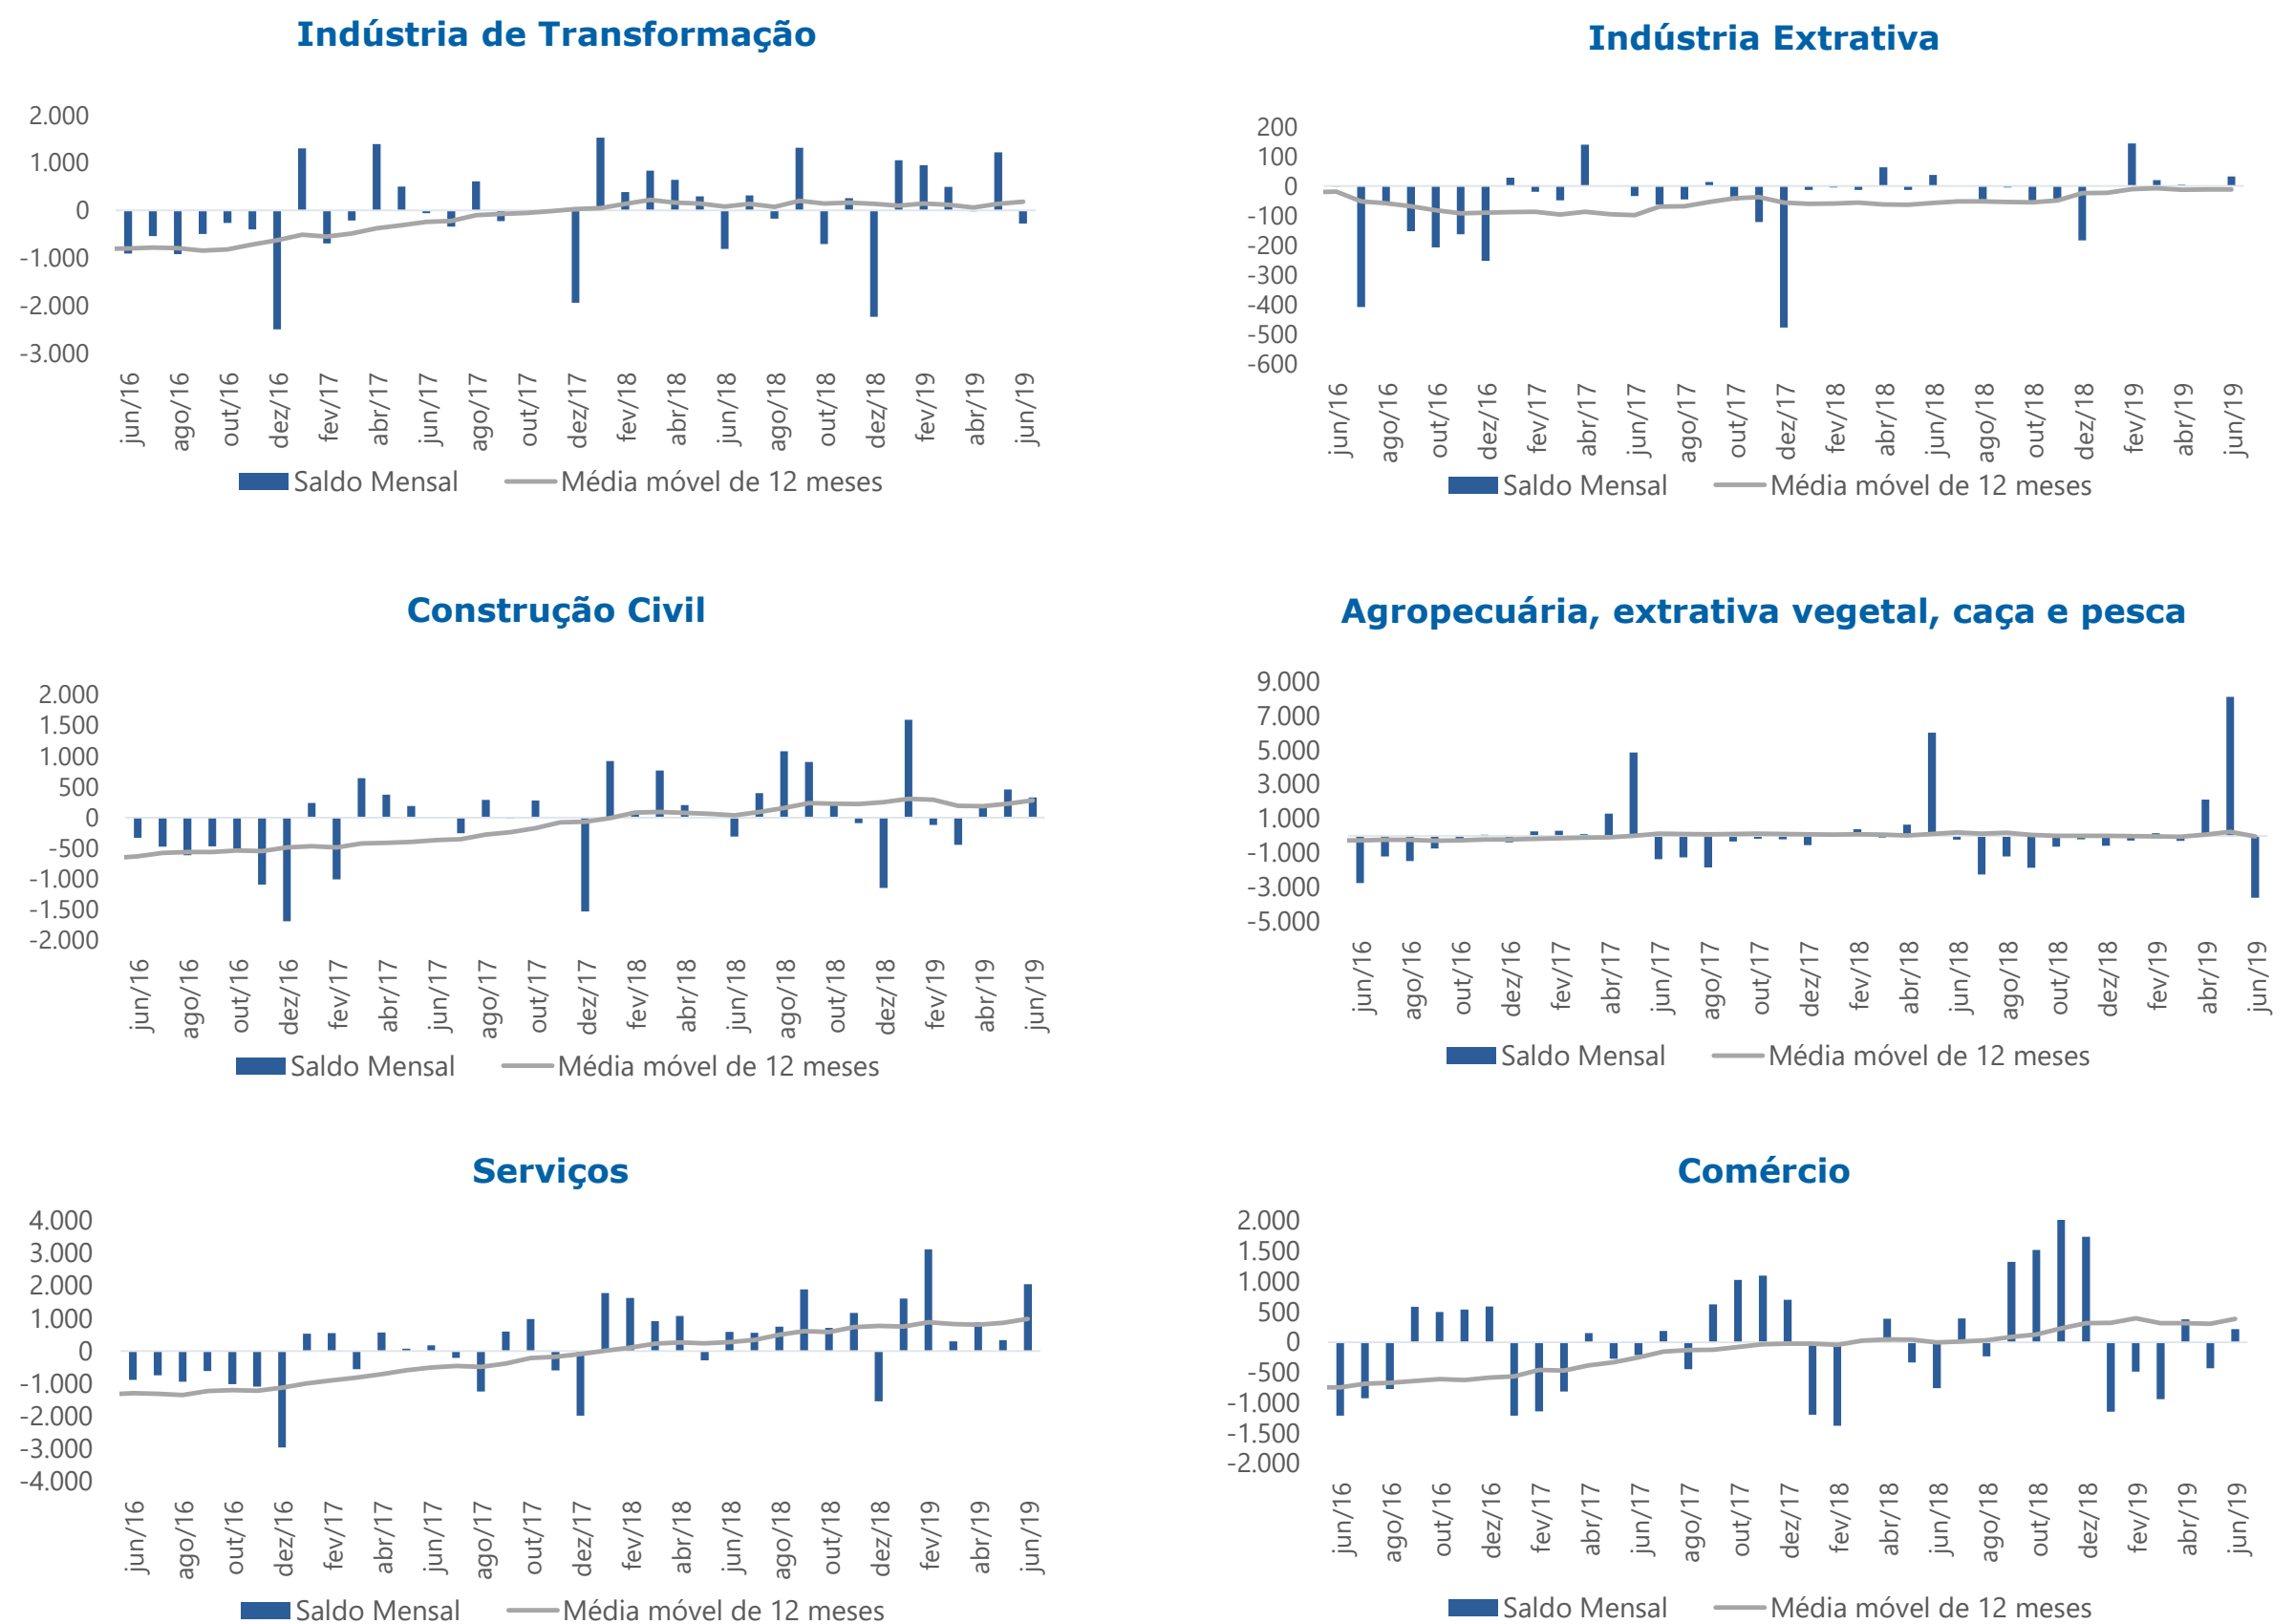 Indústria de Transformação
2.000
1.000
0
-1.000
-2.000
-3.000
jun/16
ago/16
out/16
dez/16
fev/17
abr/17
jun/17
ago/17
out/17
dez/17
fev/18
abr/18
jun/18
ago/18
out/18
dez/18
fev/19
abr/19
jun/19
Saldo Mensal
Média móvel de 12 meses
Indústria Extrativa
200
100
0
-100
-200
-300
-400
-500
-600
jun/16
ago/16
out/16
dez/16
fev/17
abr/17
jun/17
ago/17
out/17
dez/17
fev/18
abr/18
jun/18
ago/18
out/18
dez/18
fev/19
abr/19
jun/19
Saldo Mensal
Média móvel de 12 meses
Construção Civil
2.000
1.500
1.000
500
0
-500
-1.000
-1.500
-2.000
jun/16
ago/16
out/16
dez/16
fev/17
abr/17
jun/17
ago/17
out/17
dez/17
fev/18
abr/18
jun/18
ago/18
out/18
dez/18
fev/19
abr/19
jun/19
Saldo Mensal
Média móvel de 12 meses
Agropecuária, extrativa vegetal, caça e pesca
9.000
7.000
5.000
3.000
1.000
-1.000
-3.000
-5.000
jun/16
ago/16
out/16
dez/16
fev/17
abr/17
jun/17
ago/17
out/17
dez/17
fev/18
abr/18
jun/18
ago/18
out/18
dez/18
fev/19
abr/19
jun/19
Saldo Mensal
Média móvel de 12 meses
Serviços
4.000
3.000
2.000
1.000
0
-1.000
-2.000
-3.000
-4.000
jun/16
ago/16
out/16
dez/16
fev/17
abr/17
jun/17
ago/17
out/17
dez/17
fev/18
abr/18
jun/18
ago/18
out/18
dez/18
fev/19
abr/19
jun/19
Saldo Mensal
Média móvel de 12 meses
Comércio
2.000
1.500
1.000
500
0
-500
-1.000
-1.500
-2.000
jun/16
ago/16
out/16
dez/16
fev/17
abr/17
jun/17
ago/17
out/17
dez/17
fev/18
abr/18
jun/18
ago/18
out/18
dez/18
fev/19
abr/19
jun/19
Saldo Mensal
Média móvel de 12 meses